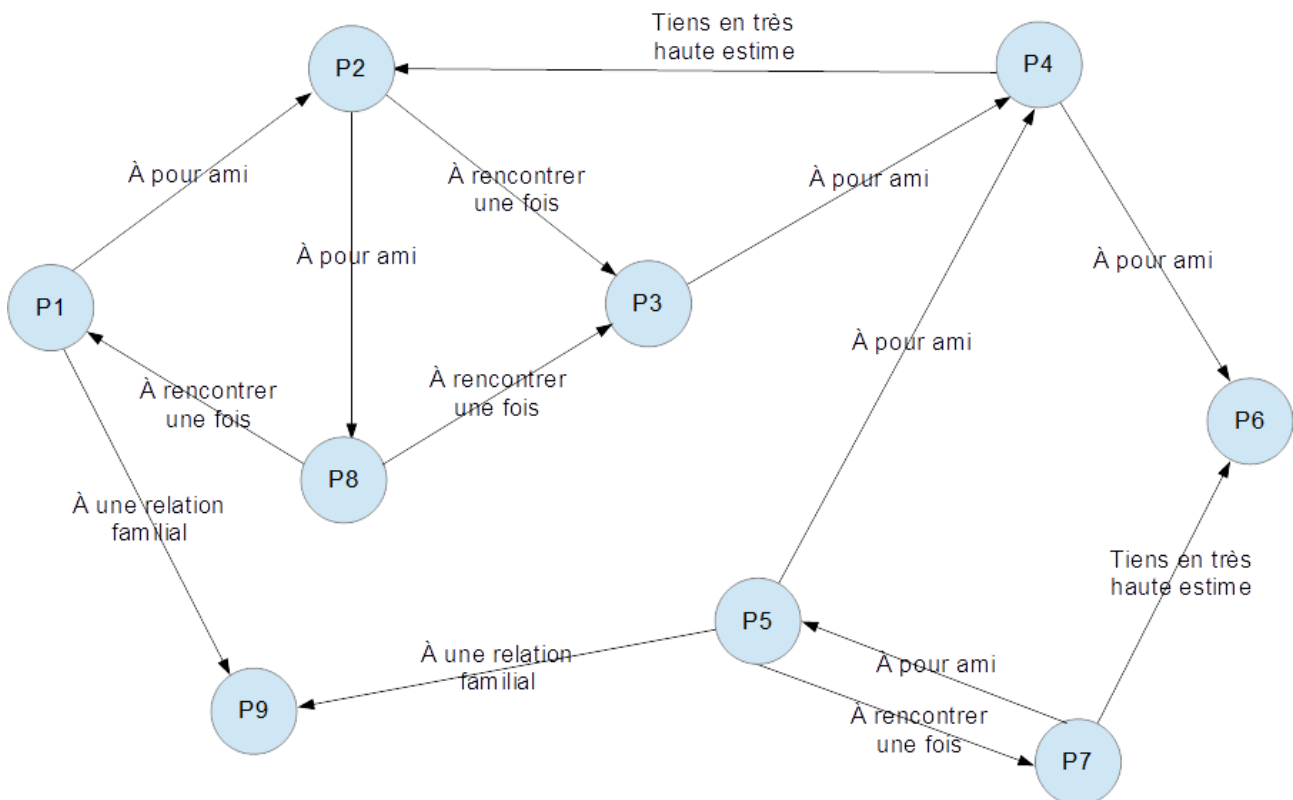 Tiens en très
haute estime
P2
P4
À pour ami
À rencontrer
une fois
À pour ami
À pour ami
À pour ami
P1
P3
À pour ami
À rencontrer
une fois
À rencontrer
une fois
P6
P8
À une relation
familial
Tiens en très
haute estime
P5
À une relation
familial
À pour ami
P9
À rencontrer
une fois
P7